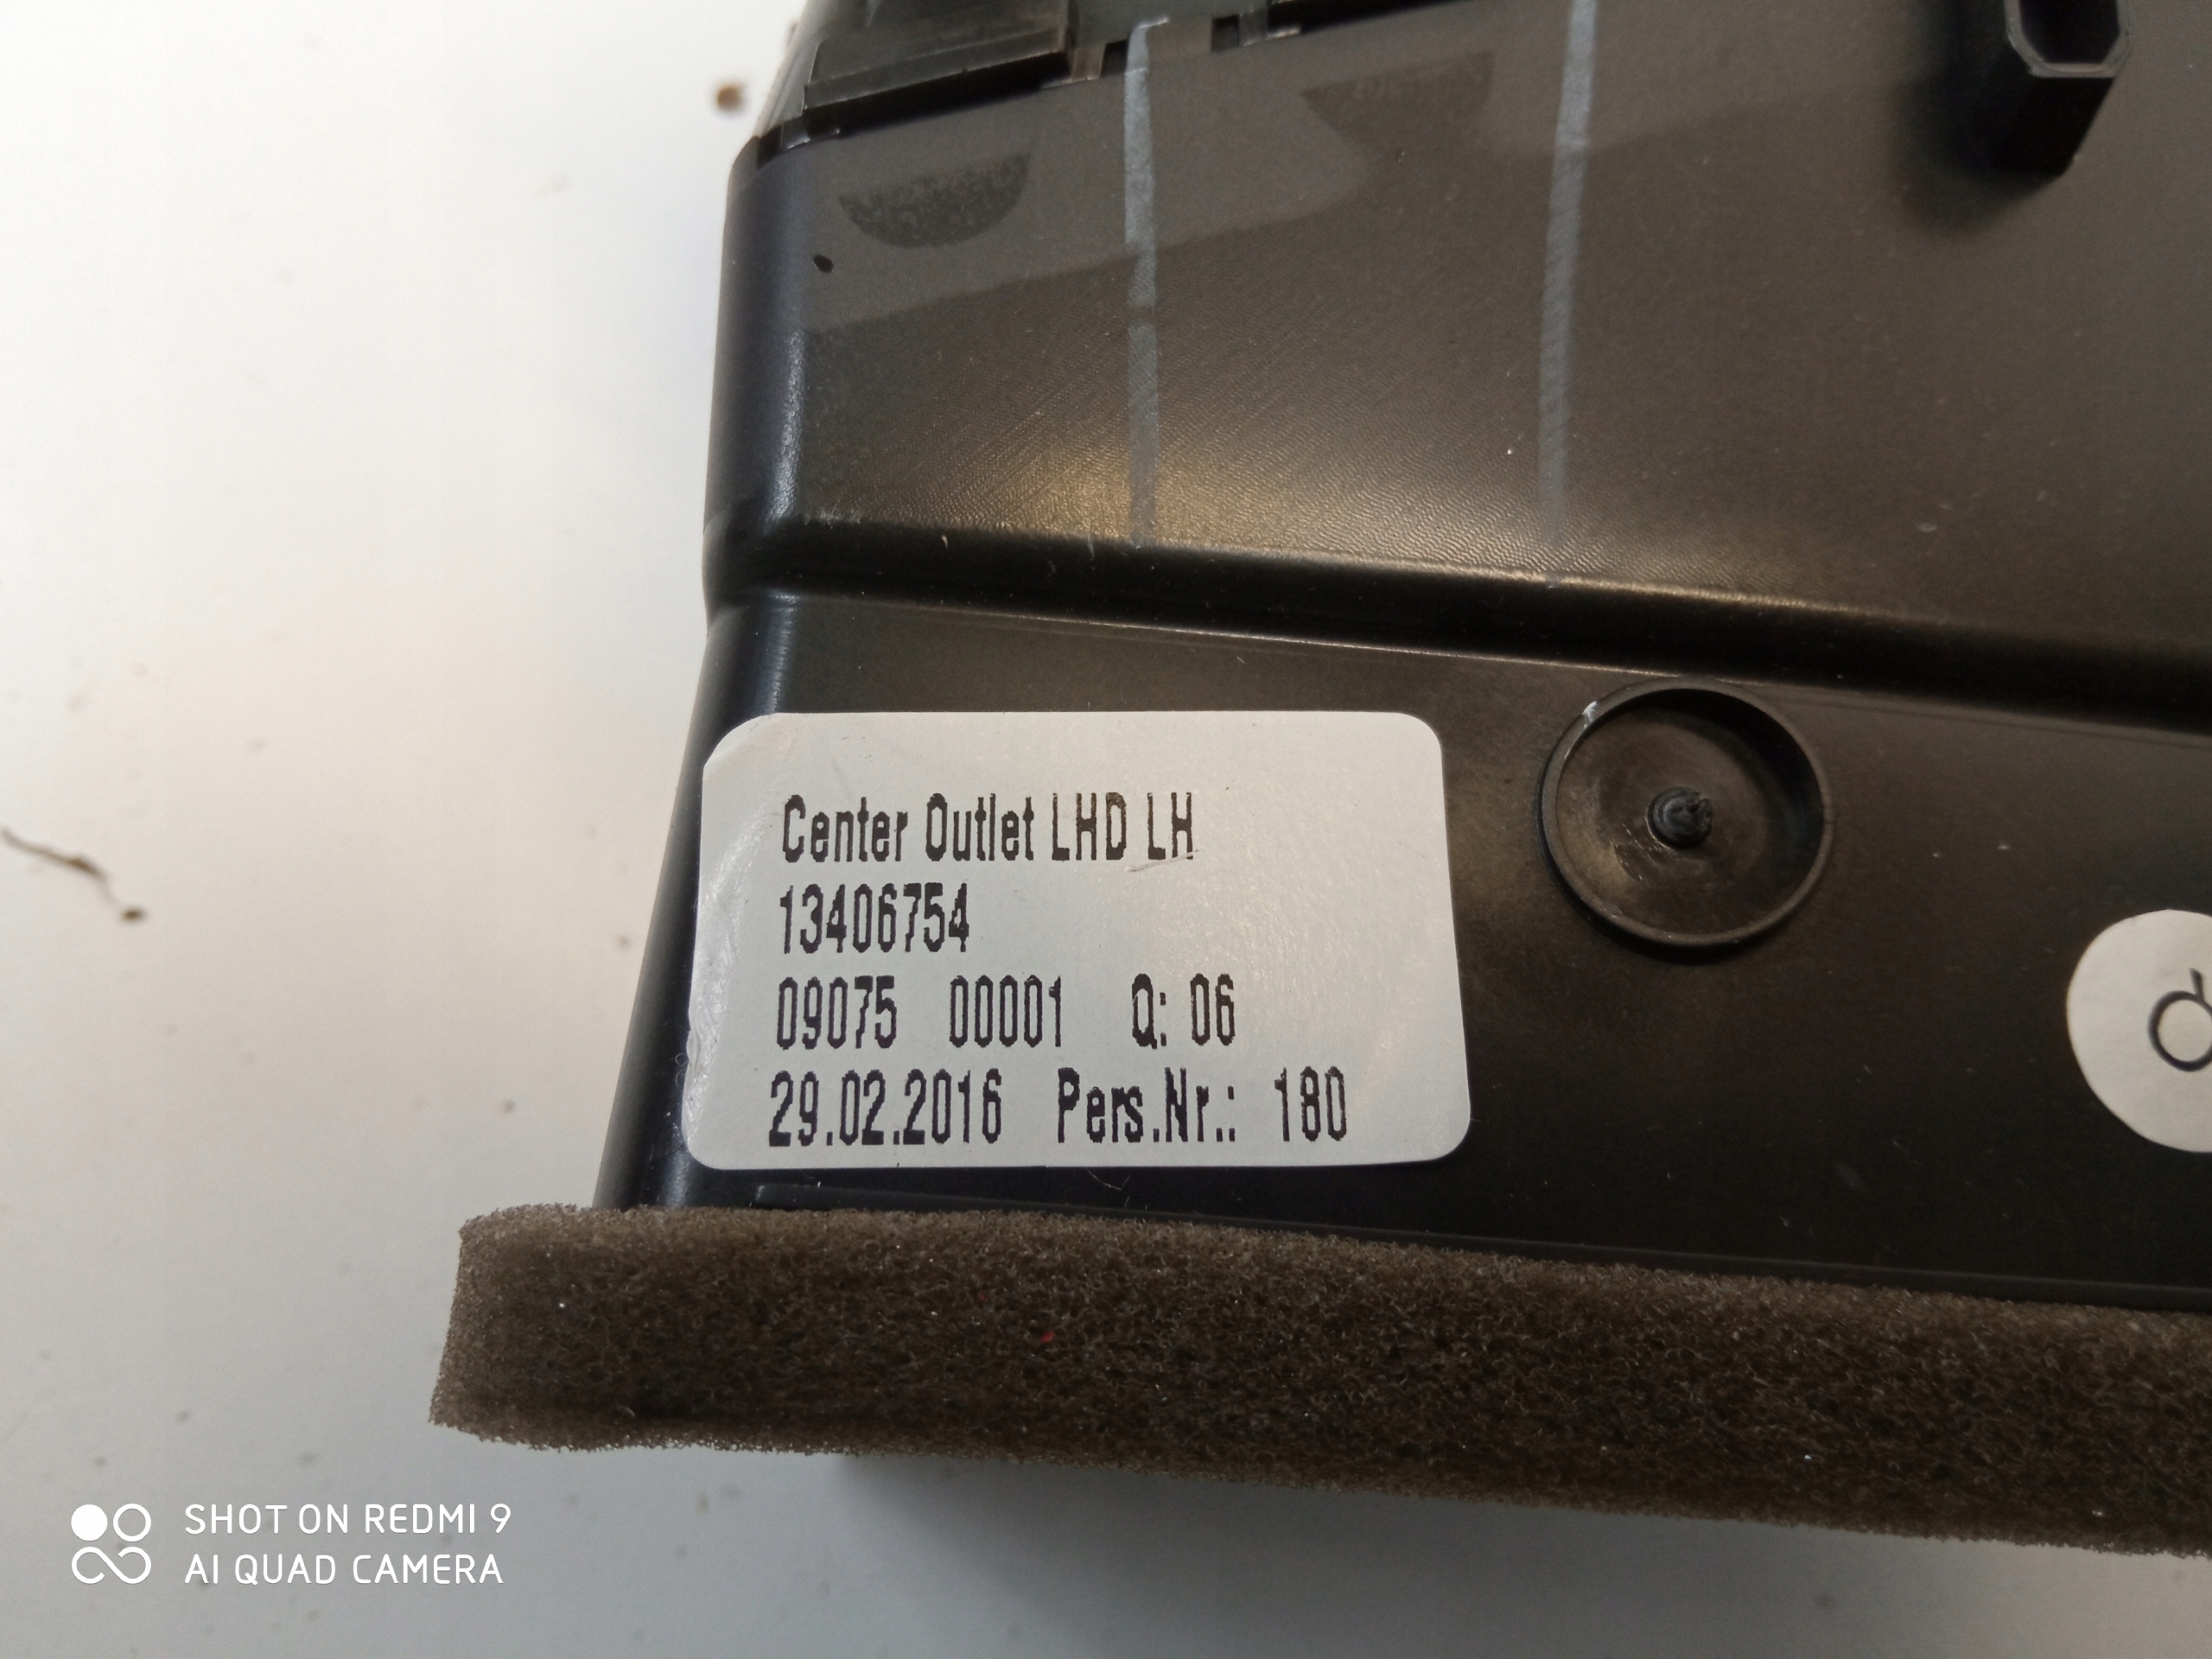 Center Outlet LHD LH
13406754
09075 00001 Q: 06
29.02.2016 Pers.Nr.: 180
SHOT ON REDMI 9
AI QUAD CAMERA